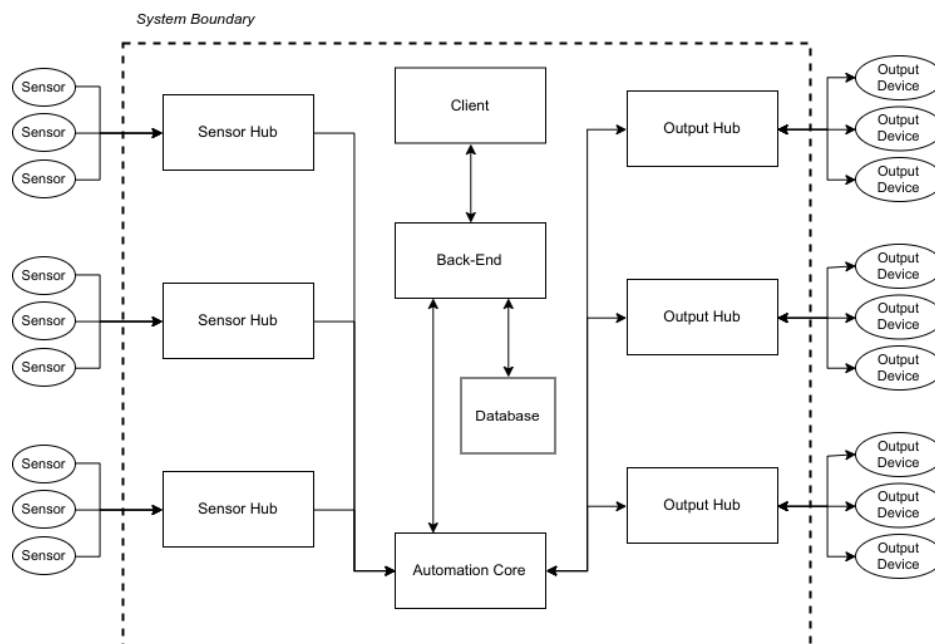 System Boundary
Sensor
Sensor
Sensor
Sensor Hub
Client
Output Hub
Output
Device
Output
Device
Output
Device
Sensor
Sensor
Sensor
Sensor Hub
Back-End
Output Hub
Output
Device
Output
Device
Output
Device
Database
Sensor
Sensor
Sensor
Sensor Hub
Automation Core
Output Hub
Output
Device
Output
Device
Output
Device